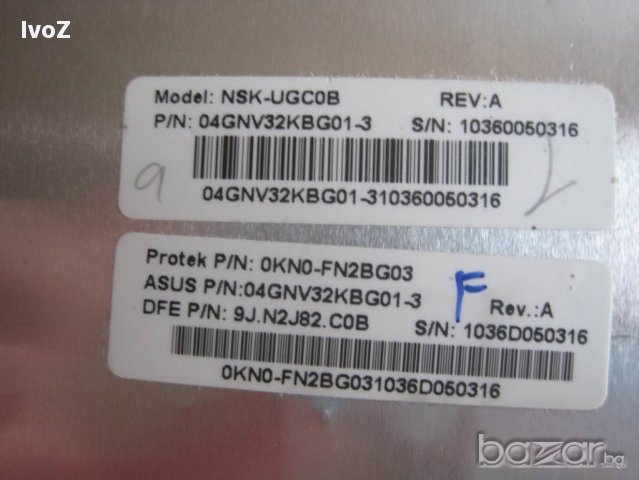 IvoZ
Model: NSK-UGC0B REV:A
P/N: 04GNV32KBG01-3 S/N: 10360050316
04GNV32KBG01-310360050316
a
Protek P/N: 0KN0-FN2BG03
ASUS P/N:04GNV32KBG01-3 F Rev.:A
DFE P/N: 9J.N2J82.C0B S/N: 1036D050316
0KN0-FN2BG031036D050316
bazar.bg